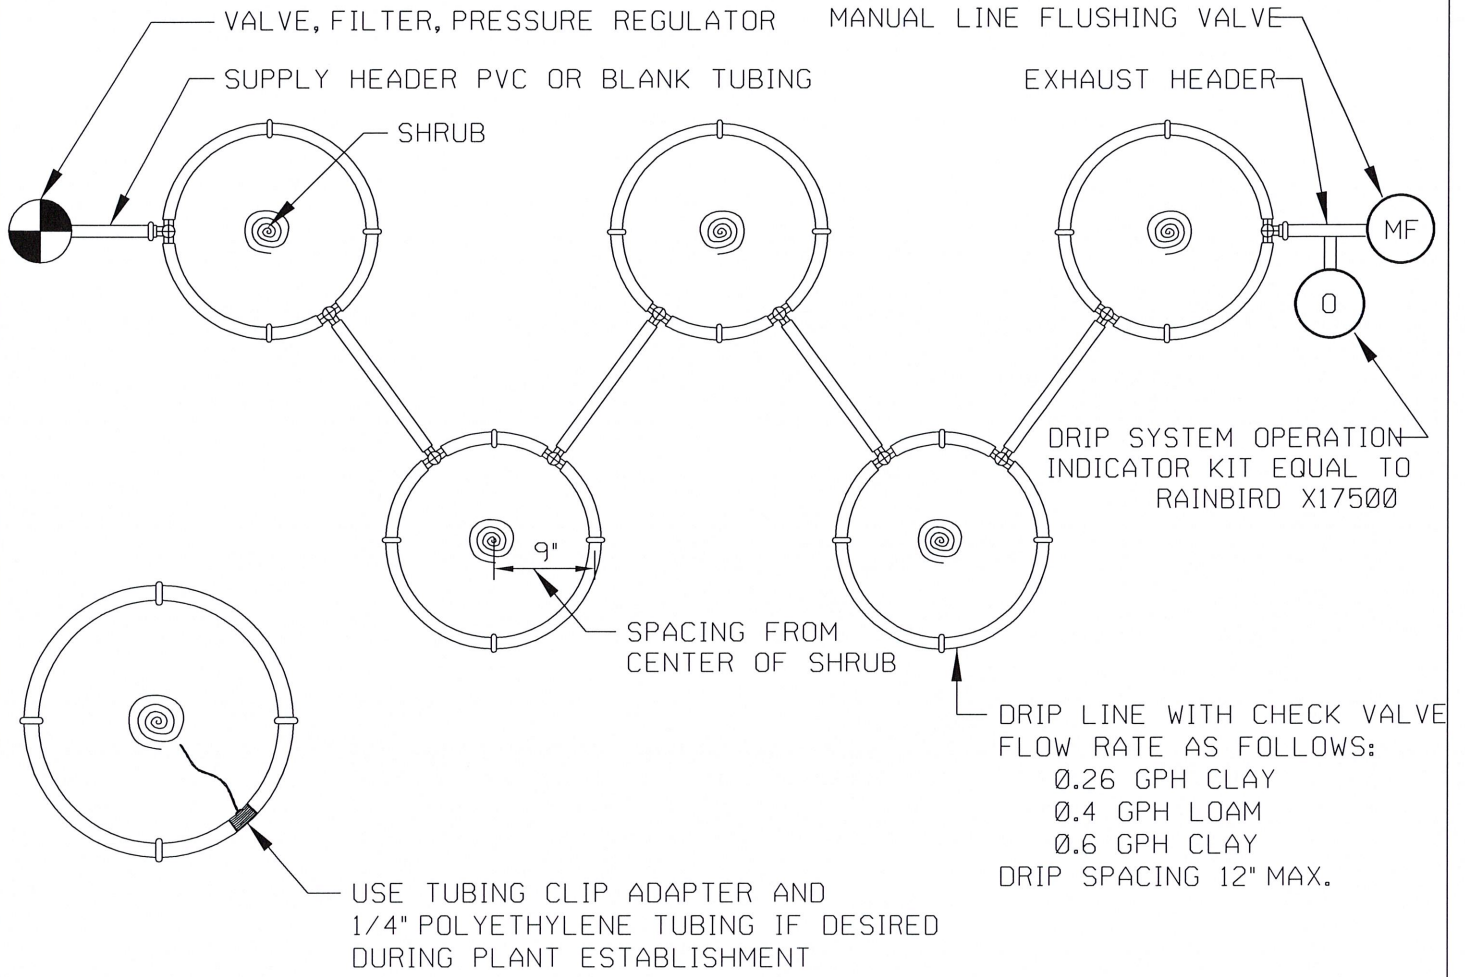 VALVE, FILTER, PRESSURE REGULATOR
MANUAL LINE FLUSHING VALVE
SUPPLY HEADER PVC OR BLANK TUBING
EXHAUST HEADER
SHRUB
MF
O
DRIP SYSTEM OPERATION
INDICATOR KIT EQUAL TO
RAINBIRD X17500
9"
SPACING FROM
CENTER OF SHRUB
DRIP LINE WITH CHECK VALVE
FLOW RATE AS FOLLOWS:
0.26 GPH CLAY
0.4 GPH LOAM
0.6 GPH CLAY
DRIP SPACING 12" MAX.
USE TUBING CLIP ADAPTER AND
1/4" POLYETHYLENE TUBING IF DESIRED
DURING PLANT ESTABLISHMENT